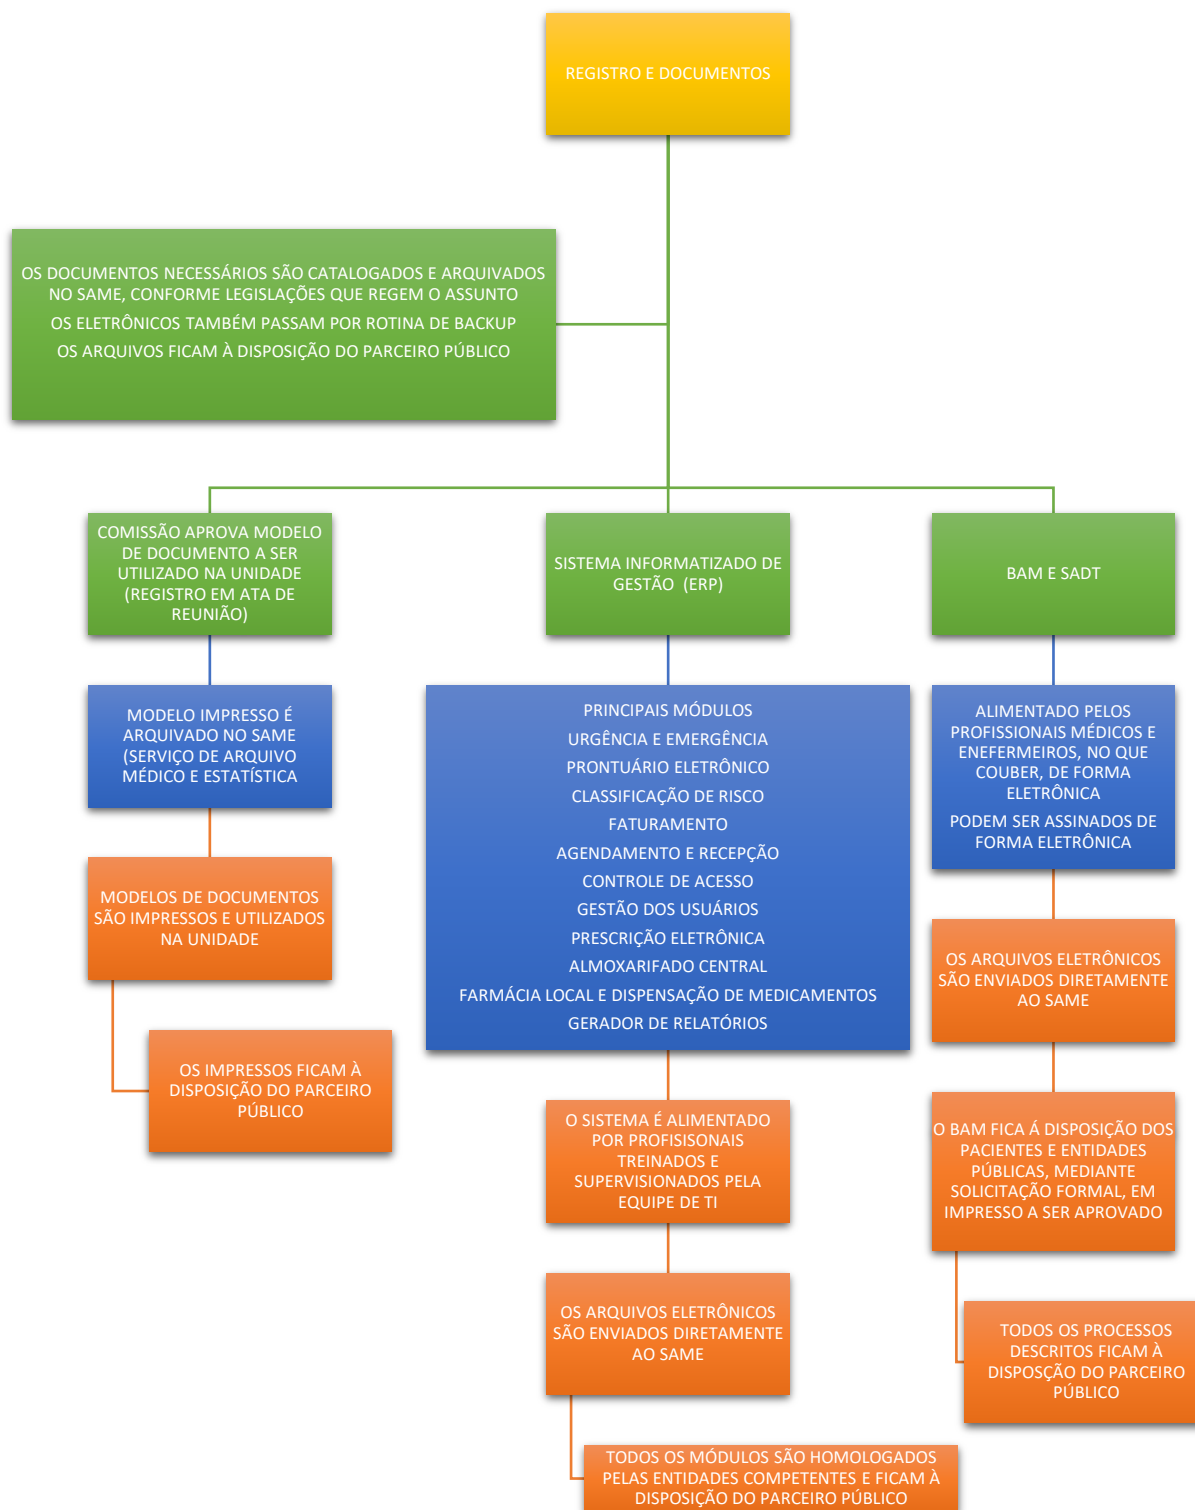 REGISTRO E DOCUMENTOS
OS DOCUMENTOS NECESSÁRIOS SÃO CATALOGADOS E ARQUIVADOS
NO SAME, CONFORME LEGISLAÇÕES QUE REGEM O ASSUNTO
OS ELETRÔNICOS TAMBÉM PASSAM POR ROTINA DE BACKUP
OS ARQUIVOS FICAM À DISPOSIÇÃO DO PARCEIRO PÚBLICO
COMISSÃO APROVA MODELO
DE DOCUMENTO A SER
UTILIZADO NA UNIDADE
(REGISTRO EM ATA DE
REUNIÃO)
MODELO IMPRESSO É
ARQUIVADO NO SAME
(SERVIÇO DE ARQUIVO
MÉDICO E ESTATÍSTICA
MODELOS DE DOCUMENTOS
SÃO IMPRESSOS E UTILIZADOS
NA UNIDADE
OS IMPRESSOS FICAM À
DISPOSIÇÃO DO PARCEIRO
PÚBLICO
SISTEMA INFORMATIZADO DE
GESTÃO (ERP)
PRINCIPAIS MÓDULOS
URGÊNCIA E EMERGÊNCIA
PRONTUÁRIO ELETRÔNICO
CLASSIFICAÇÃO DE RISCO
FATURAMENTO
AGENDAMENTO E RECEPÇÃO
CONTROLE DE ACESSO
GESTÃO DOS USUÁRIOS
PRESCRIÇÃO ELETRÔNICA
ALMOXARIFADO CENTRAL
FARMÁCIA LOCAL E DISPENSAÇÃO DE MEDICAMENTOS
GERADOR DE RELATÓRIOS
O SISTEMA É ALIMENTADO
POR PROFISISONAIS
TREINADOS E
SUPERVISIONADOS PELA
EQUIPE DE TI
OS ARQUIVOS ELETRÔNICOS
SÃO ENVIADOS DIRETAMENTE
AO SAME
TODOS OS MÓDULOS SÃO HOMOLOGADOS
PELAS ENTIDADES COMPETENTES E FICAM À
DISPOSIÇÃO DO PARCEIRO PÚBLICO
BAM E SADT
ALIMENTADO PELOS
PROFISSIONAIS MÉDICOS E
ENEFERMEIROS, NO QUE
COUBER, DE FORMA
ELETRÔNICA
PODEM SER ASSINADOS DE
FORMA ELETRÔNICA
OS ARQUIVOS ELETRÔNICOS
SÃO ENVIADOS DIRETAMENTE
AO SAME
O BAM FICA Á DISPOSIÇÃO DOS
PACIENTES E ENTIDADES
PÚBLICAS, MEDIANTE
SOLICITAÇÃO FORMAL, EM
IMPRESSO A SER APROVADO
TODOS OS PROCESSOS
DESCRITOS FICAM À
DISPOSÇÃO DO PARCEIRO
PÚBLICO